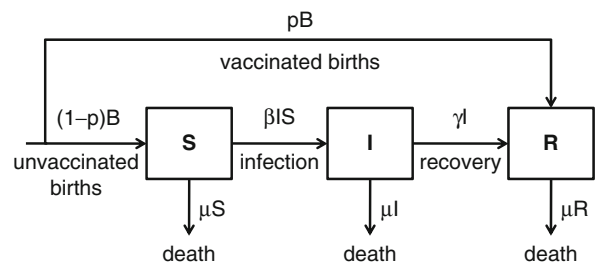 pB
vaccinated births
(1–p)B
βIS
γI
S
I
R
unvaccinated
births
infection
recovery
μS
μI
μR
death
death
death